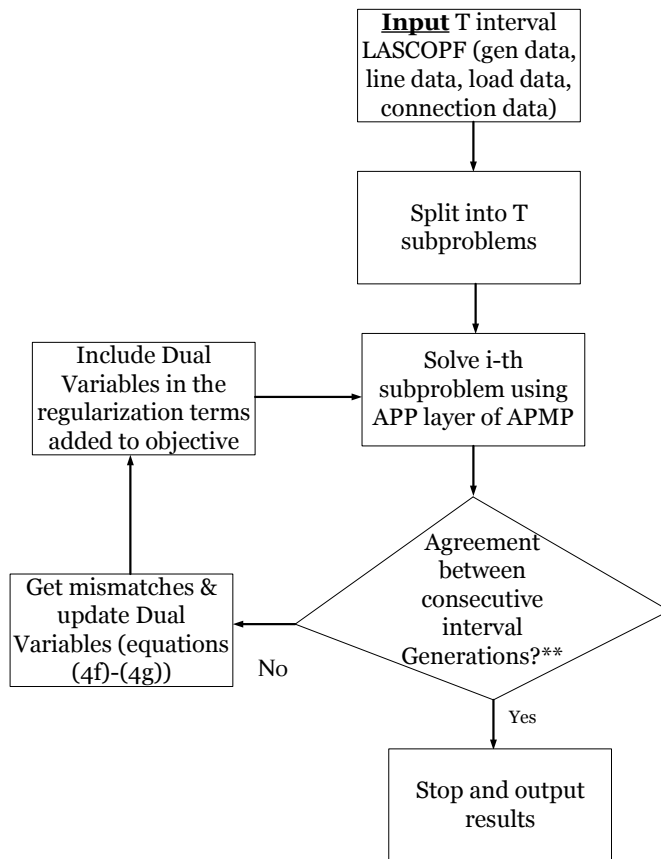 Input T interval
LASCOPF (gen data,
line data, load data,
connection data)
Split into T
subproblems
Include Dual
Variables in the
regularization terms
added to objective
Solve i-th
subproblem using
APP layer of APMP
Agreement
between
consecutive
interval
Generations?**
Get mismatches &
update Dual
Variables (equations
(4f)-(4g))
No
Yes
Stop and output
results